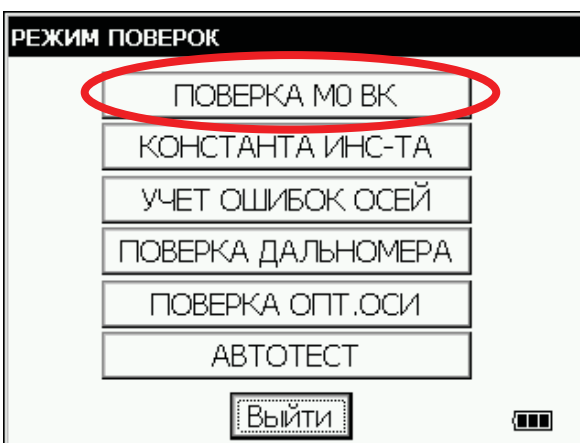 РЕЖИМ ПОВЕРОК
ПОВЕРКА М0 ВК
КОНСТАНТА ИНС-ТА
УЧЕТ ОШИБОК ОСЕЙ
ПОВЕРКА ДАЛЬНОМЕРА
ПОВЕРКА ОПТ.ОСИ
АВТОТЕСТ
Выйти